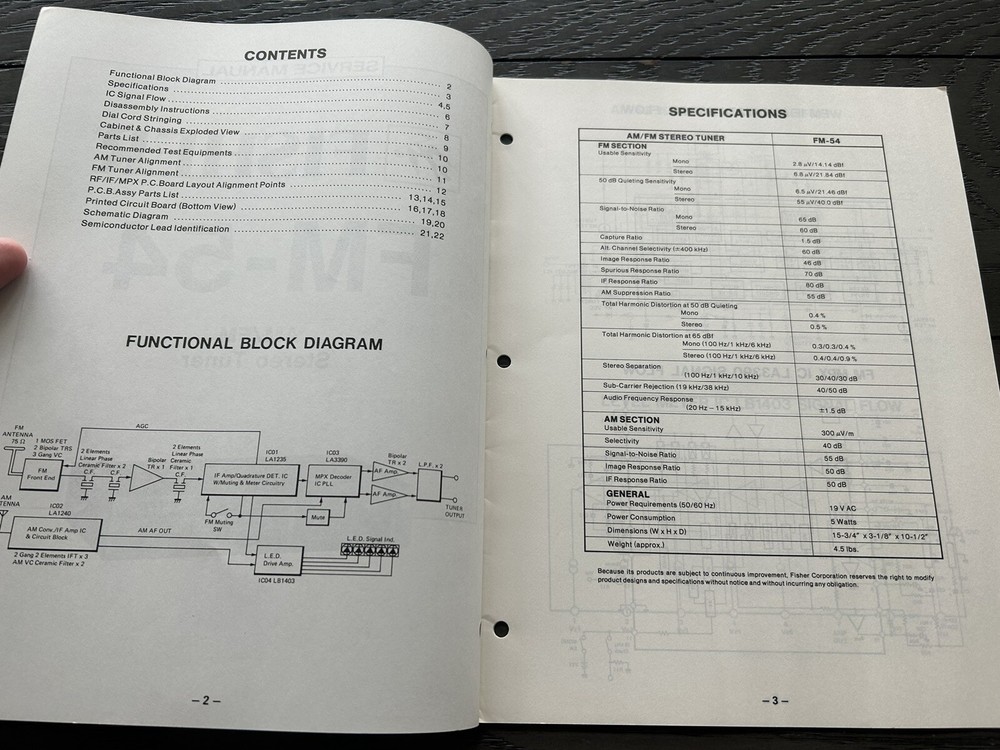 CONTENTS
Functional Block Diagram 2
Specifications 3
IC Signal Flow 4,5
Disassembly Instructions 6
Dial Cord Stringing 7
Cabinet & Chassis Exploded View 8
Parts List 9
Recommended Test Equipments 10
AM Tuner Alignment 10
FM Tuner Alignment 11
RF/IF/MPX P.C.Board Layout Alignment Points 12
P.C.B.Assy Parts List 13,14,15
Printed Circuit Board (Bottom View) 16,17,18
Schematic Diagram 19,20
Semiconductor Lead Identification 21,22
FUNCTIONAL BLOCK DIAGRAM
AGC
FM
ANTENNA
75 Ω
1 MOS FET
2 Bipolar TRS
3 Gang VC
FM
Front End
2 Elements
Linear Phase
Ceramic Filter × 2
C.F.
C.F.
Bipolar
TR × 1
2 Elements
Linear Phase
Ceramic
Filter × 1
C.F.
IC01
LA1235
IF Amp/Quadrature DET. IC
W/Muting & Meter Circuitry
IC03
LA3390
MPX Decoder
IC PLL
Bipolar
TR × 2
AF Amp.
AF Amp.
L.P.F. × 2
TUNER
OUTPUT
FM Muting
SW
Mute
AM
TENNA
IC02
LA1240
AM Conv./IF Amp IC
& Circuit Block
AM AF OUT
2 Gang 2 Elements IFT × 3
AM VC Ceramic Filter × 2
L.E.D.
Drive Amp.
IC04 LB1403
L.E.D. Signal Ind.
– 2 –
SPECIFICATIONS
AM/FM STEREO TUNER FM-54
FM SECTION
Usable Sensitivity
Mono 2.8 µV/14.14 dBf
Stereo 6.8 µV/21.84 dBf
50 dB Quieting Sensitivity
Mono 6.5 µV/21.46 dBf
Stereo 55 µV/40.0 dBf
Signal-to-Noise Ratio
Mono 65 dB
Stereo 60 dB
Capture Ratio 1.5 dB
Alt. Channel Selectivity (±400 kHz) 60 dB
Image Response Ratio 46 dB
Spurious Response Ratio 70 dB
IF Response Ratio 80 dB
AM Suppression Ratio 55 dB
Total Harmonic Distortion at 50 dB Quieting
Mono 0.4 %
Stereo 0.5 %
Total Harmonic Distortion at 65 dBf
Mono (100 Hz/1 kHz/6 kHz) 0.3/0.3/0.4 %
Stereo (100 Hz/1 kHz/6 kHz) 0.4/0.4/0.9 %
Stereo Separation
(100 Hz/1 kHz/10 kHz) 30/40/30 dB
Sub-Carrier Rejection (19 kHz/38 kHz) 40/50 dB
Audio Frequency Response
(20 Hz – 15 kHz) ±1.5 dB
AM SECTION
Usable Sensitivity 300 µV/m
Selectivity 40 dB
Signal-to-Noise Ratio 55 dB
Image Response Ratio 50 dB
IF Response Ratio 50 dB
GENERAL
Power Requirements (50/60 Hz) 19 V AC
Power Consumption 5 Watts
Dimensions (W x H x D) 15-3/4" x 3-1/8" x 10-1/2"
Weight (approx.) 4.5 lbs.
Because its products are subject to continuous improvement, Fisher Corporation reserves the right to modify
product designs and specifications without notice and without incurring any obligation.
– 3 –